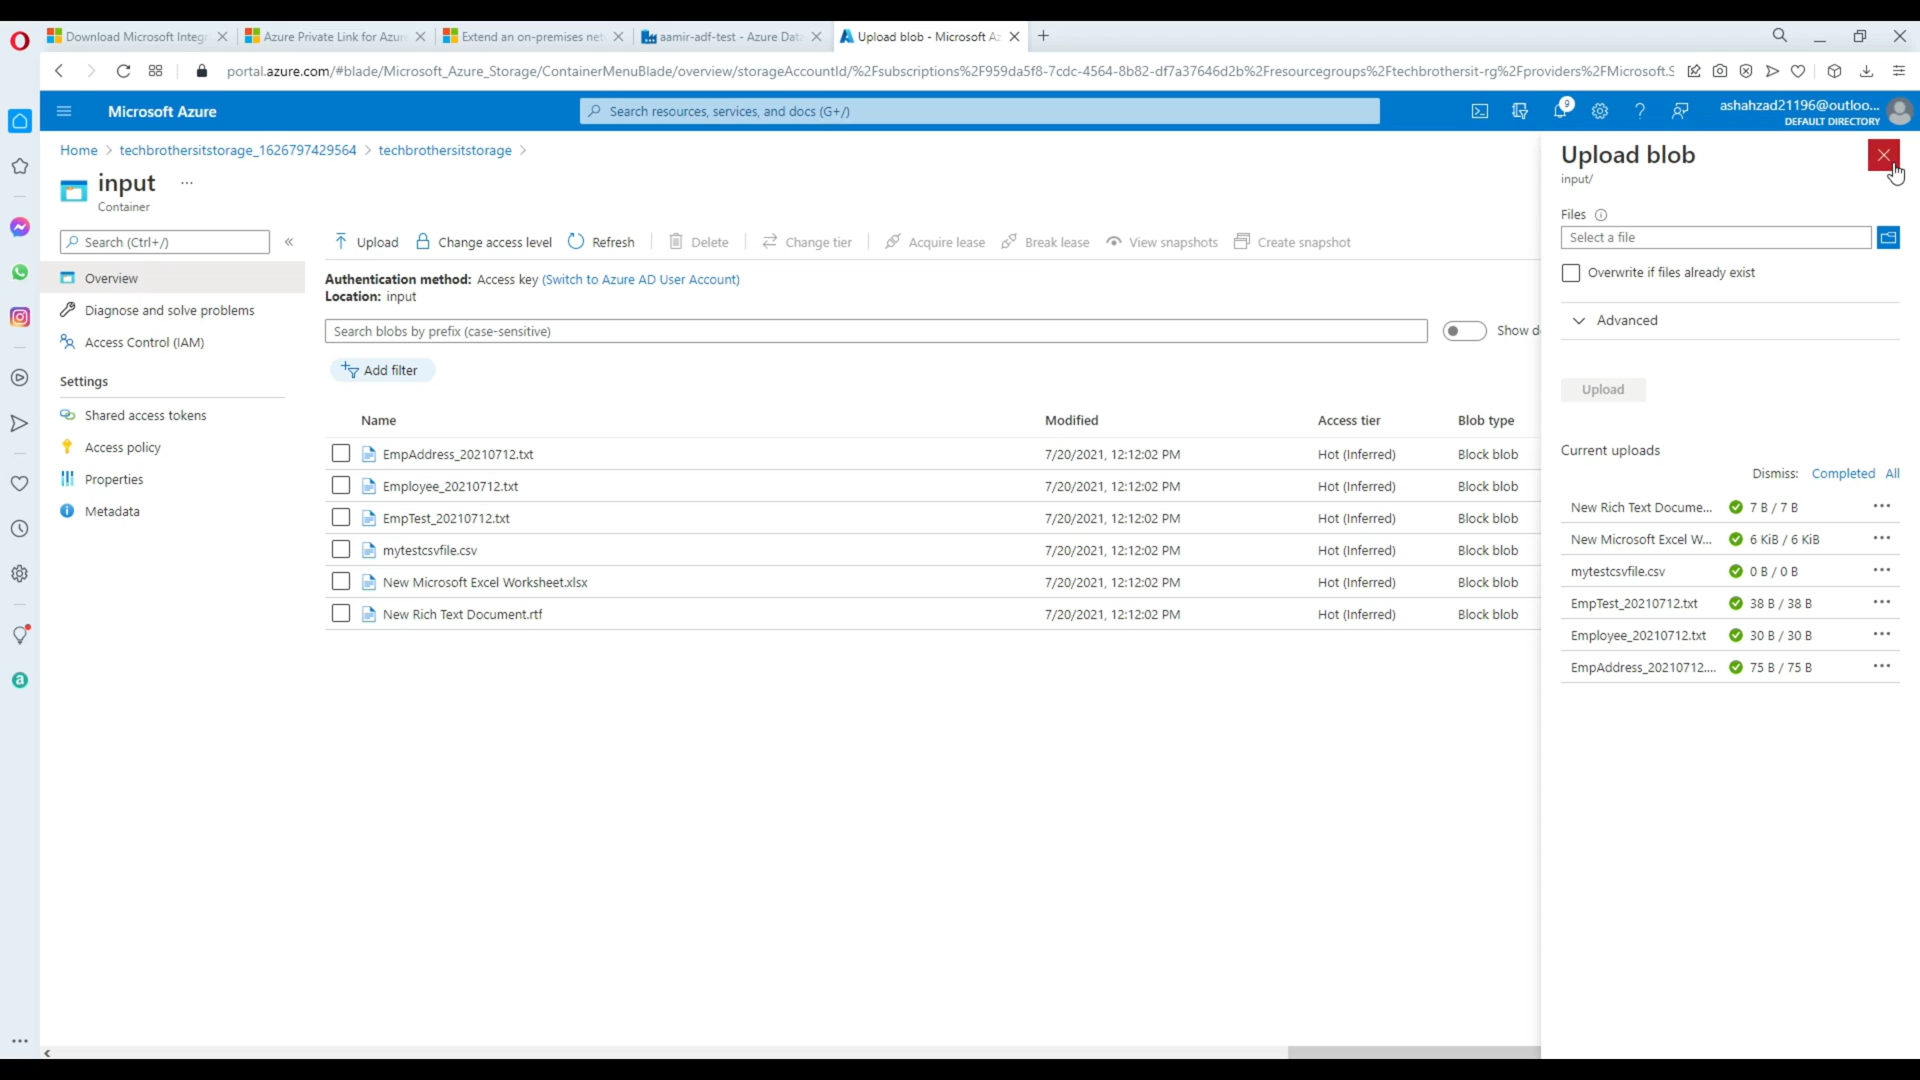 Download Microsoft Integr
Azure Private Link for Azure
Extend an on-premises net
aamir-adf-test - Azure Data
Upload blob - Microsoft Az
portal.azure.com/#blade/Microsoft_Azure_Storage/ContainerMenuBlade/overview/storageAccountId/%2Fsubscriptions%2F959da5f8-7cdc-4564-8b82-df7a37646d2b%2Fresourcegroups%2Ftechbrothersit-rg%2Fproviders%2FMicrosoft.S
Microsoft Azure
Search resources, services, and docs (G+/)
9
ashahzad21196@outloo...
DEFAULT DIRECTORY
Home > techbrothersitstorage_1626797429564 > techbrothersitstorage >
input ...
Container
Search (Ctrl+/)
«
Overview
Diagnose and solve problems
Access Control (IAM)
Settings
Shared access tokens
Access policy
Properties
Metadata
Upload
Change access level
Refresh
Delete
Change tier
Acquire lease
Break lease
View snapshots
Create snapshot
Authentication method: Access key (Switch to Azure AD User Account)
Location: input
Search blobs by prefix (case-sensitive)
Show d
Add filter
Name Modified Access tier Blob type
EmpAddress_20210712.txt 7/20/2021, 12:12:02 PM Hot (Inferred) Block blob
Employee_20210712.txt 7/20/2021, 12:12:02 PM Hot (Inferred) Block blob
EmpTest_20210712.txt 7/20/2021, 12:12:02 PM Hot (Inferred) Block blob
mytestcsvfile.csv 7/20/2021, 12:12:02 PM Hot (Inferred) Block blob
New Microsoft Excel Worksheet.xlsx 7/20/2021, 12:12:02 PM Hot (Inferred) Block blob
New Rich Text Document.rtf 7/20/2021, 12:12:02 PM Hot (Inferred) Block blob
Upload blob
input/
Files
Select a file
Overwrite if files already exist
Advanced
Upload
Current uploads
Dismiss: Completed All
New Rich Text Docume... 7 B / 7 B ...
New Microsoft Excel W... 6 KiB / 6 KiB ...
mytestcsvfile.csv 0 B / 0 B ...
EmpTest_20210712.txt 38 B / 38 B ...
Employee_20210712.txt 30 B / 30 B ...
EmpAddress_20210712.... 75 B / 75 B ...